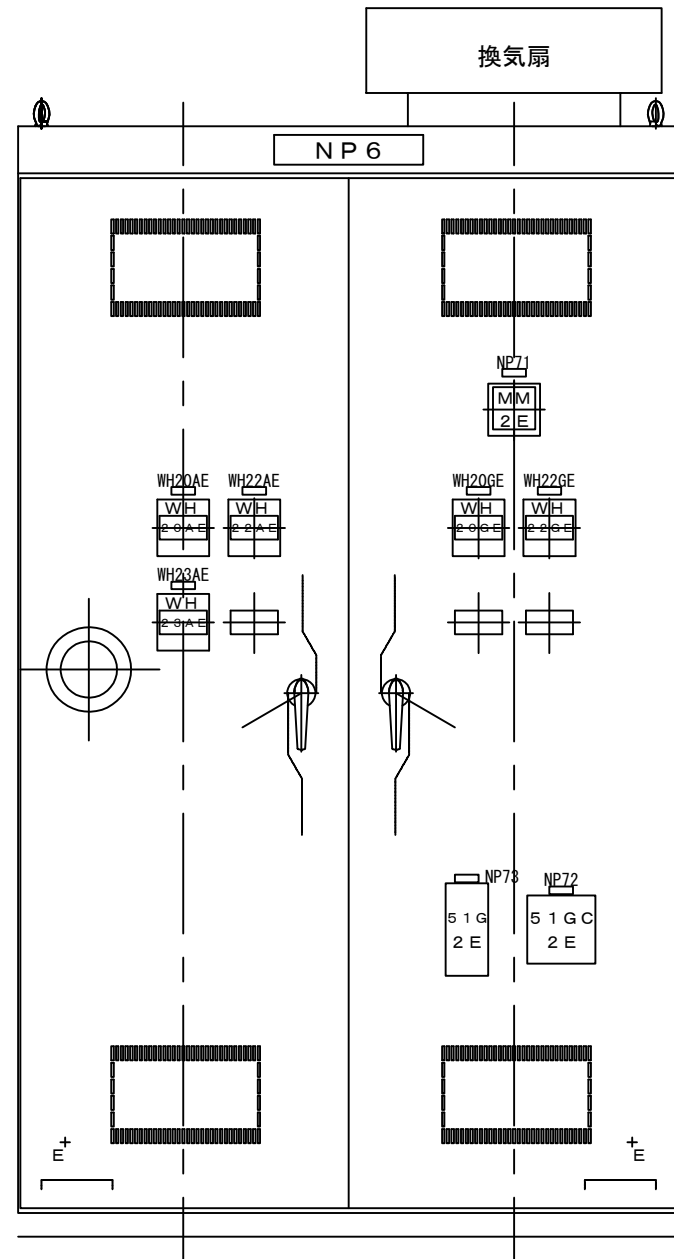 換気扇
NP6
NP71
MM
2E
WH20AE WH22AE WH20GE WH22GE
WH WH WH WH
20AE 22AE 20GE 22GE
WH23AE
WH
23AE
NP73 NP72
51G 51GC
2E 2E
E E